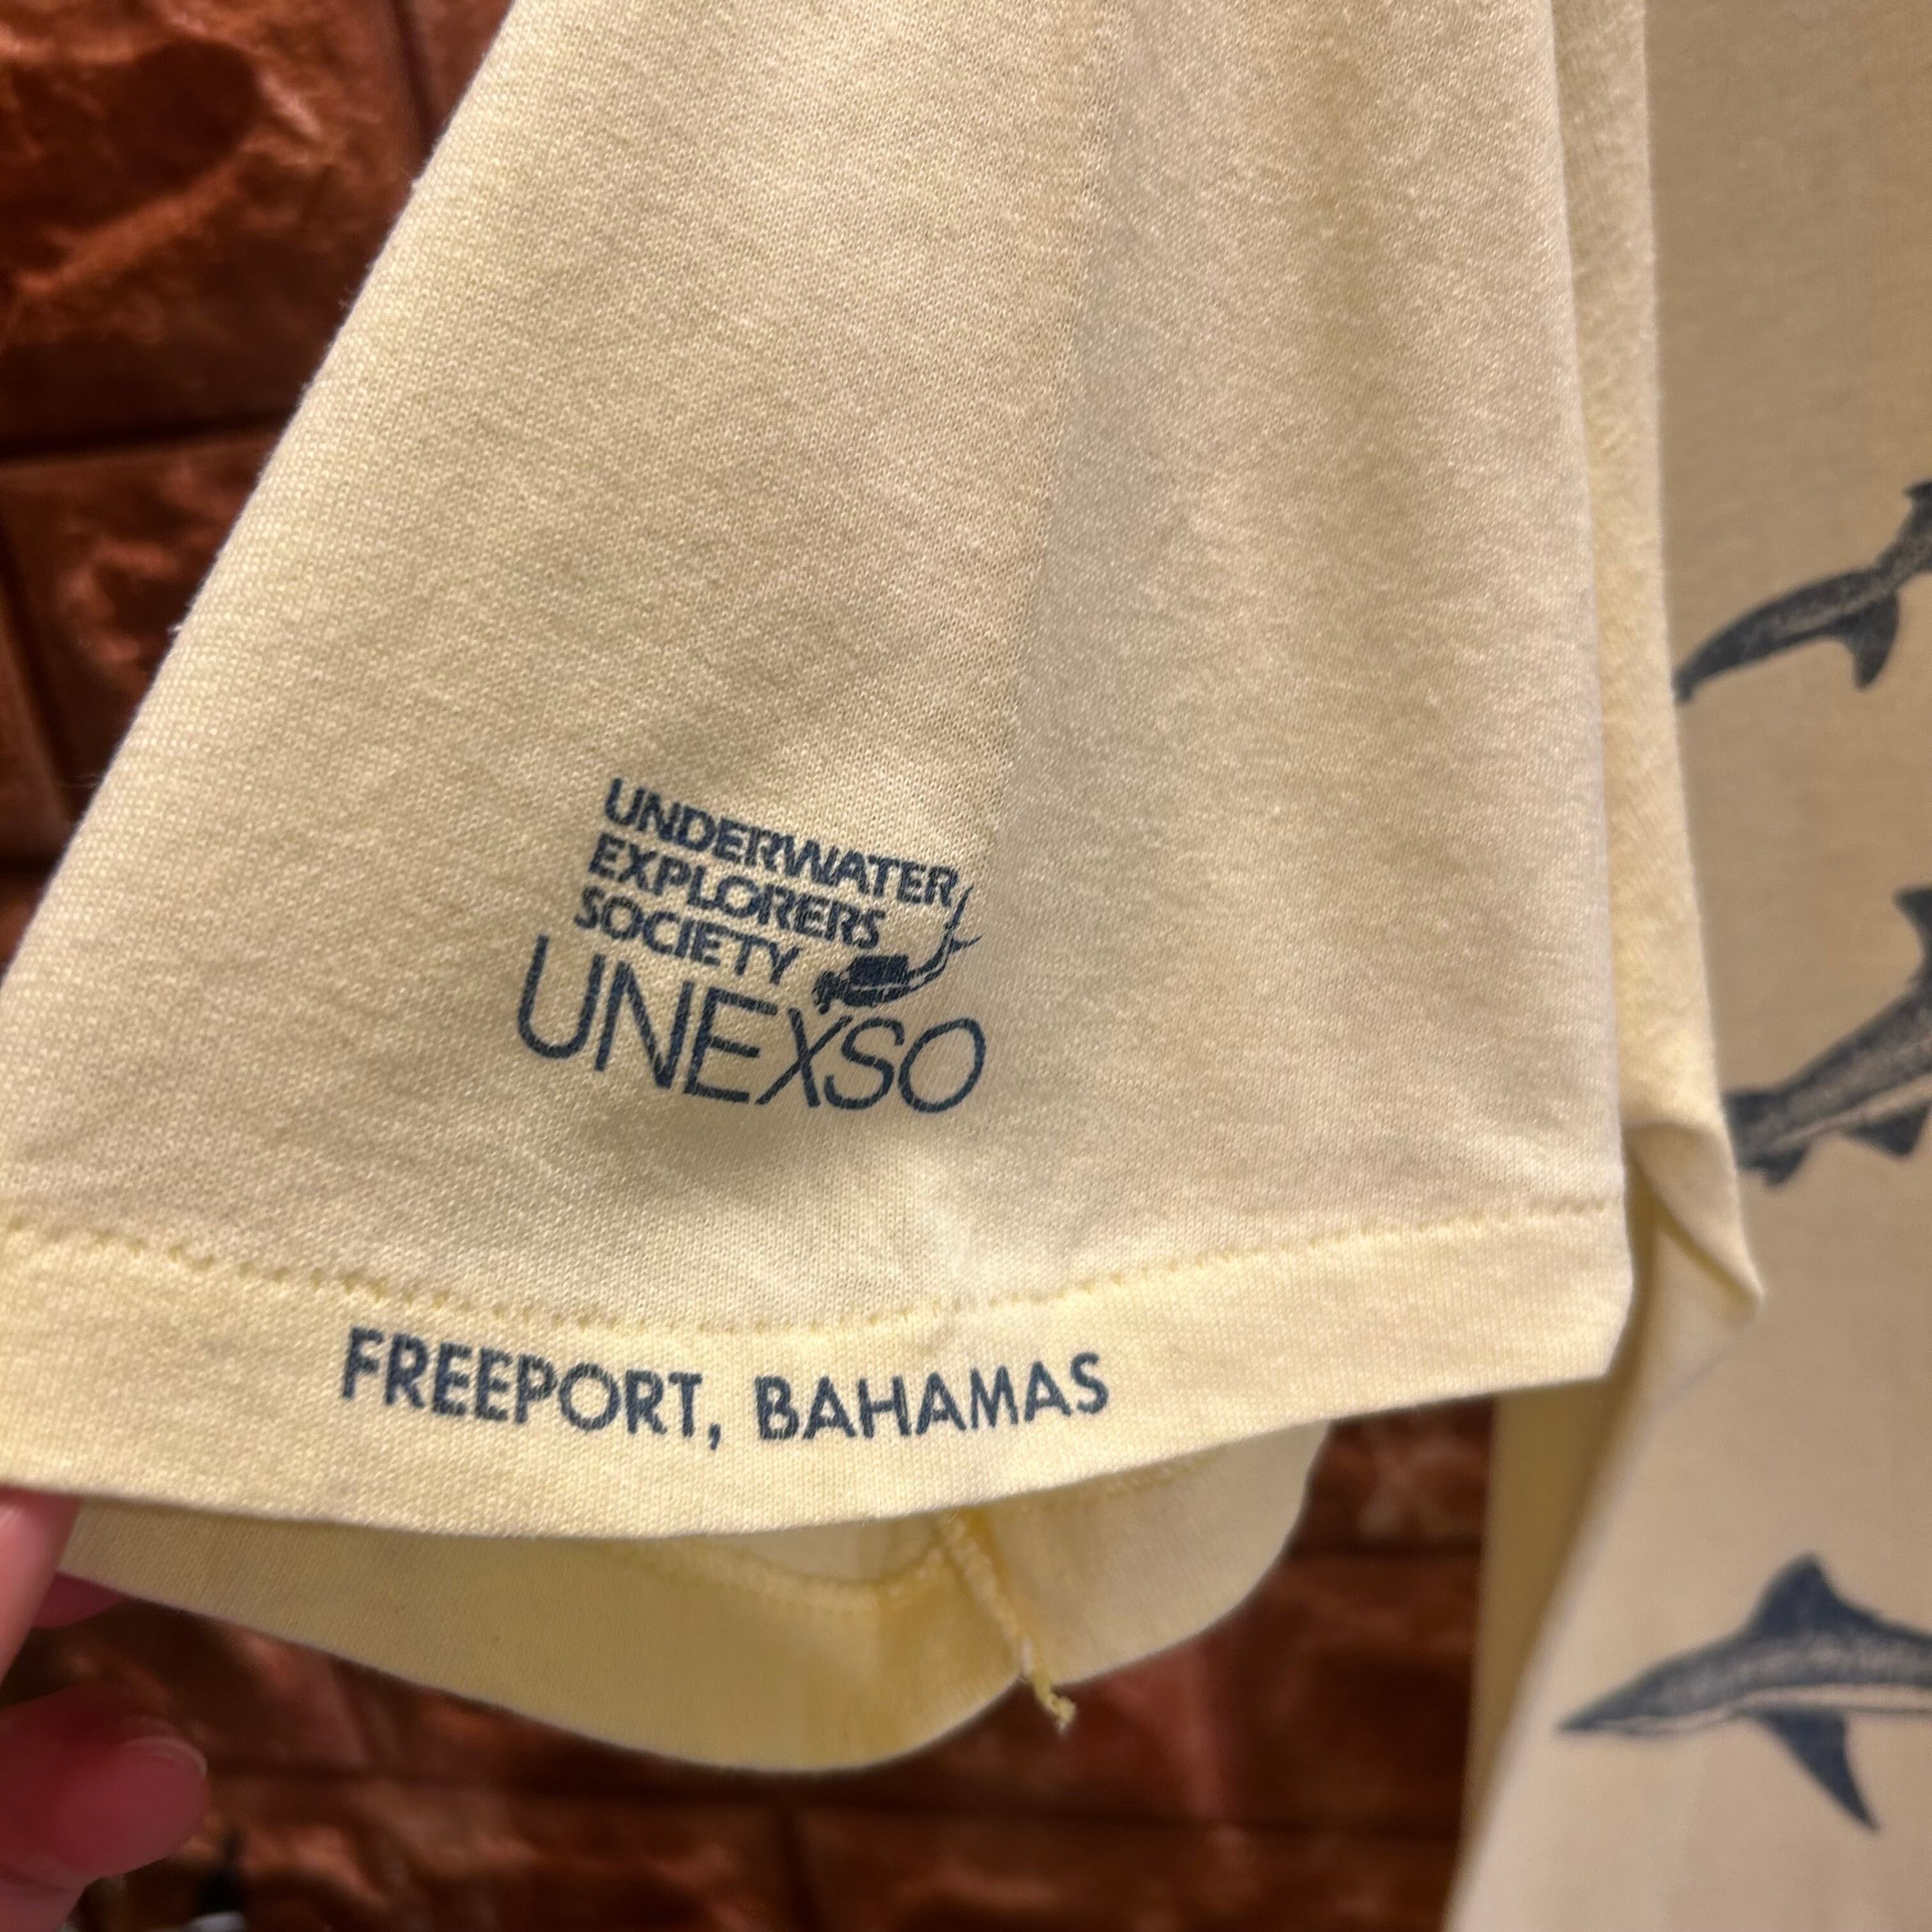 UNDERWATER
EXPLORERS
SOCIETY
UNEXSO
FREEPORT, BAHAMAS